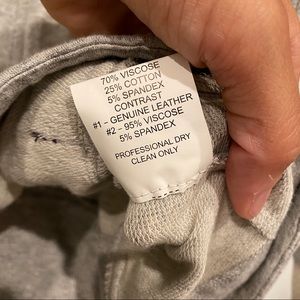 70% VISCOSE
25% COTTON
5% SPANDEX
CONTRAST
#1 - GENUINE LEATHER
#2 - 95% VISCOSE
5% SPANDEX
PROFESSIONAL DRY
CLEAN ONLY